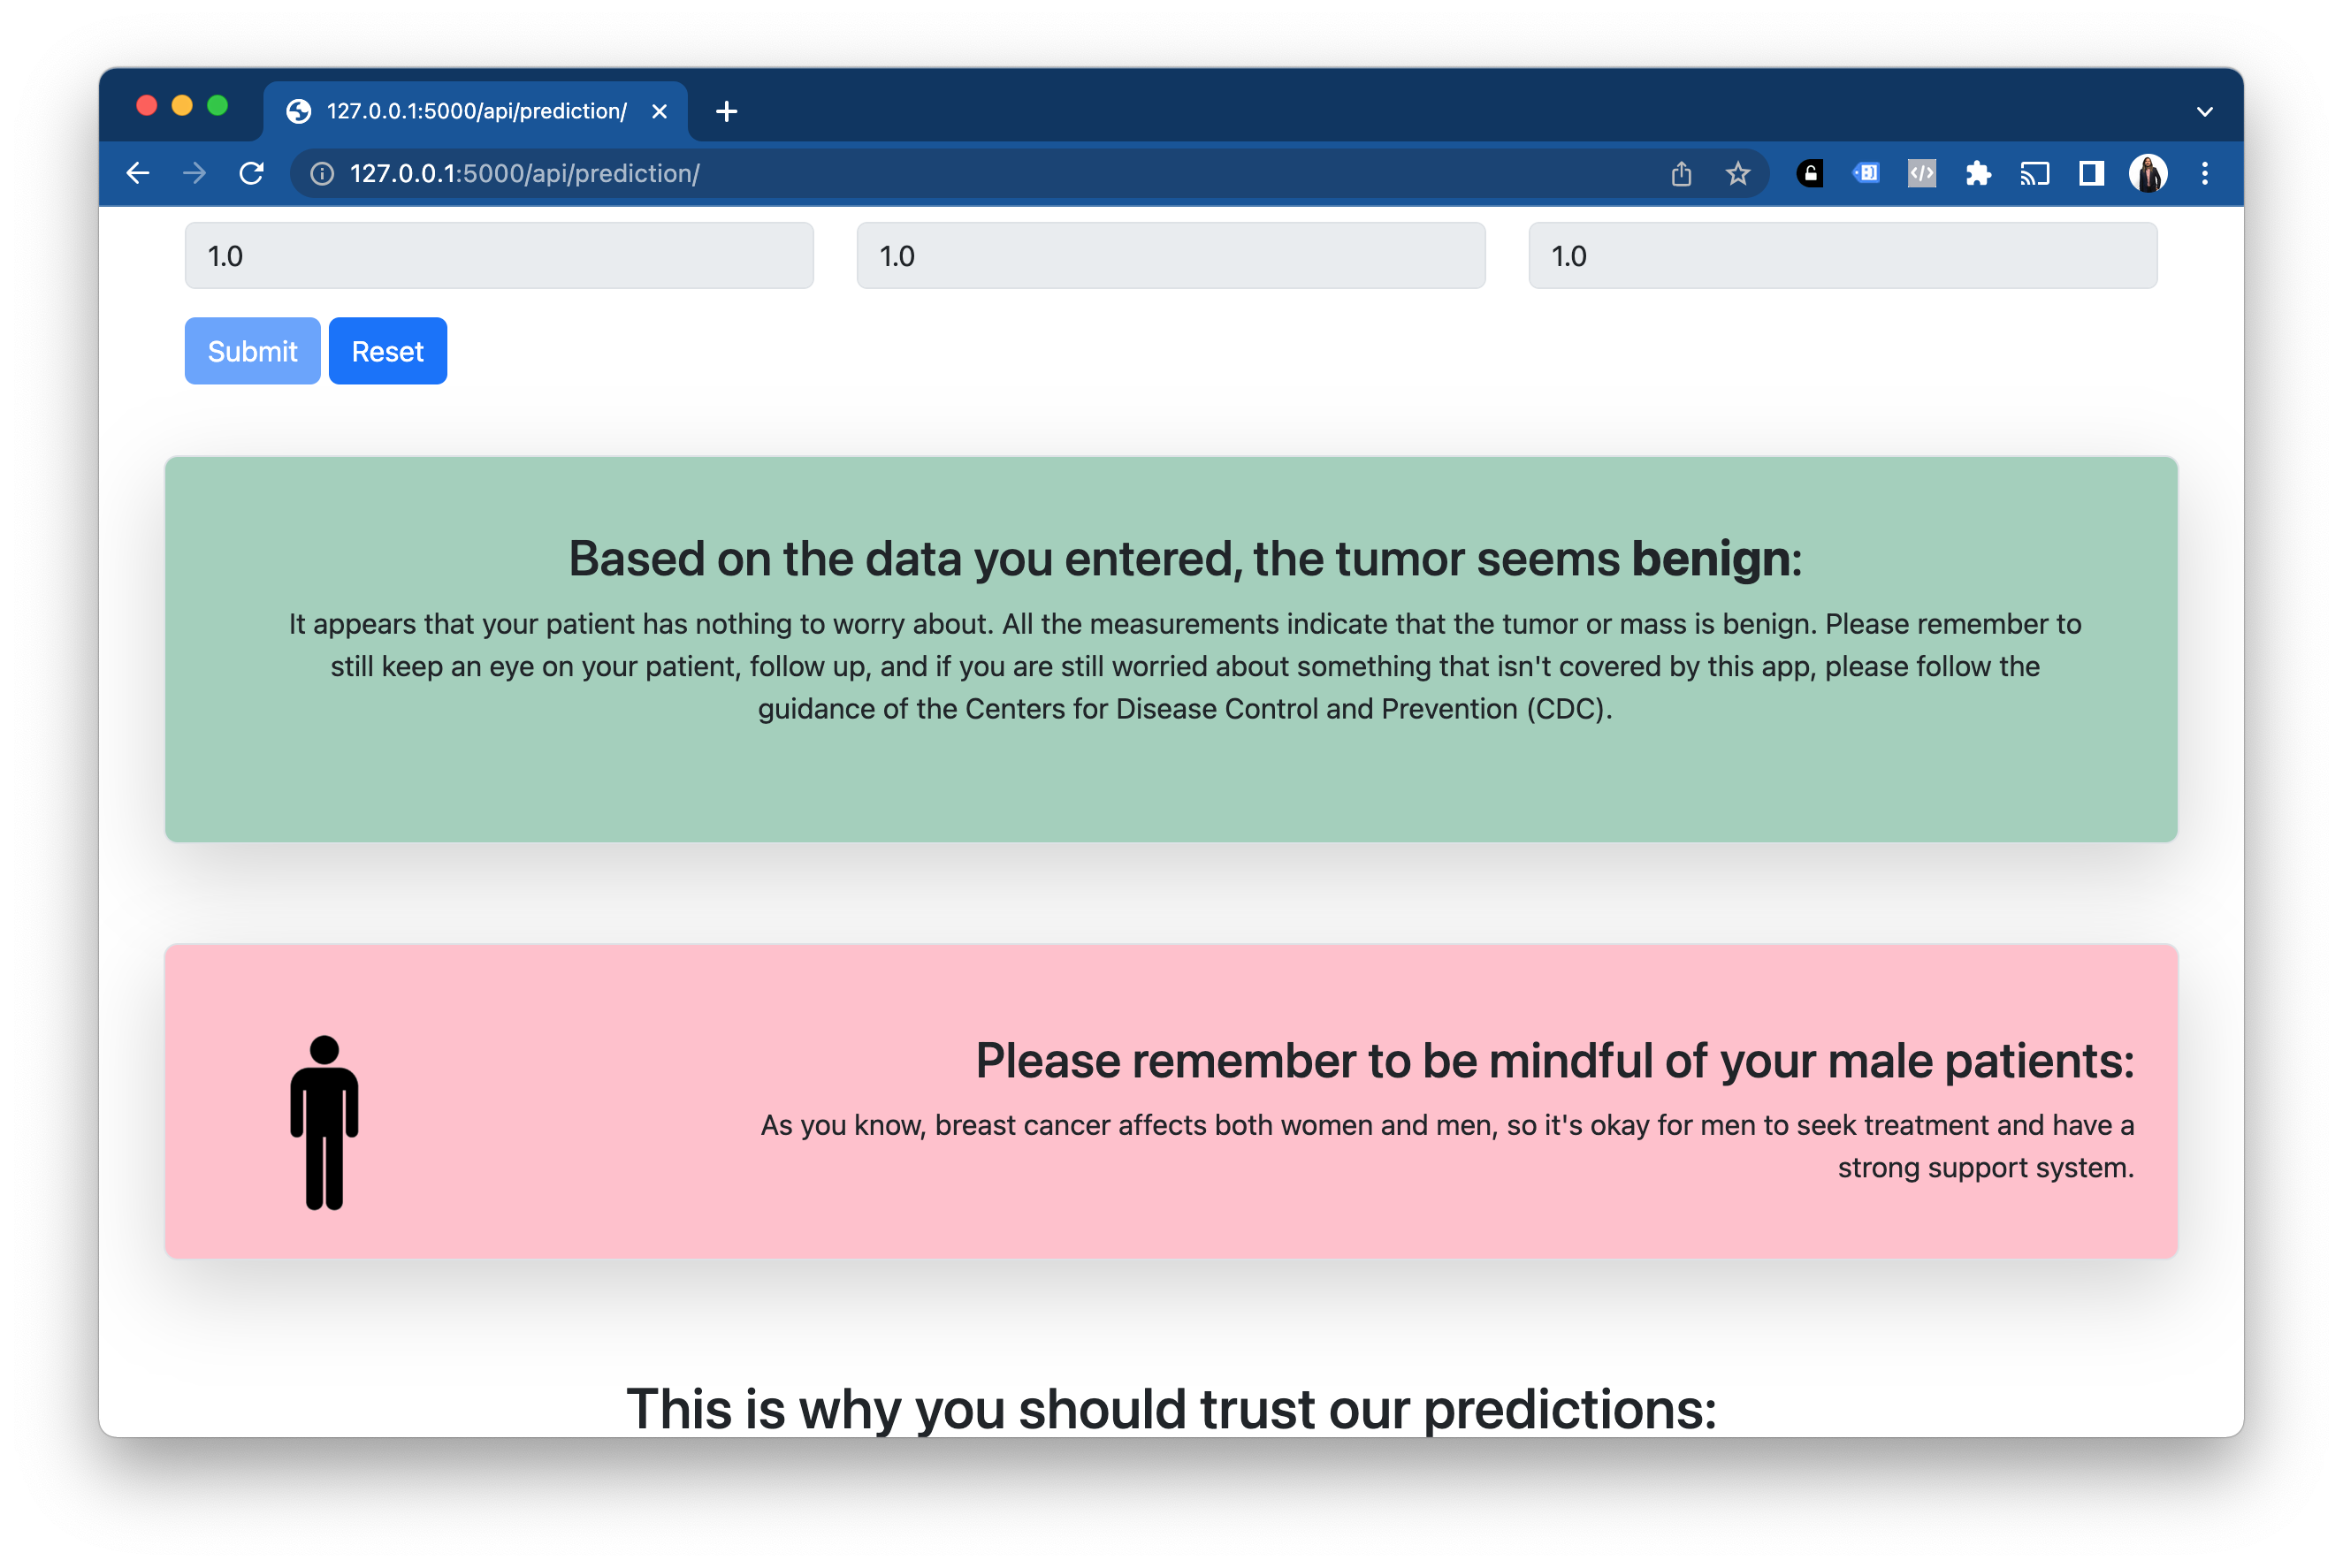 127.0.0.1:5000/api/prediction/
127.0.0.1:5000/api/prediction/
1.0 1.0 1.0
Submit Reset
Based on the data you entered, the tumor seems benign:
It appears that your patient has nothing to worry about. All the measurements indicate that the tumor or mass is benign. Please remember to
still keep an eye on your patient, follow up, and if you are still worried about something that isn't covered by this app, please follow the
guidance of the Centers for Disease Control and Prevention (CDC).
Please remember to be mindful of your male patients:
As you know, breast cancer affects both women and men, so it's okay for men to seek treatment and have a
strong support system.
This is why you should trust our predictions: